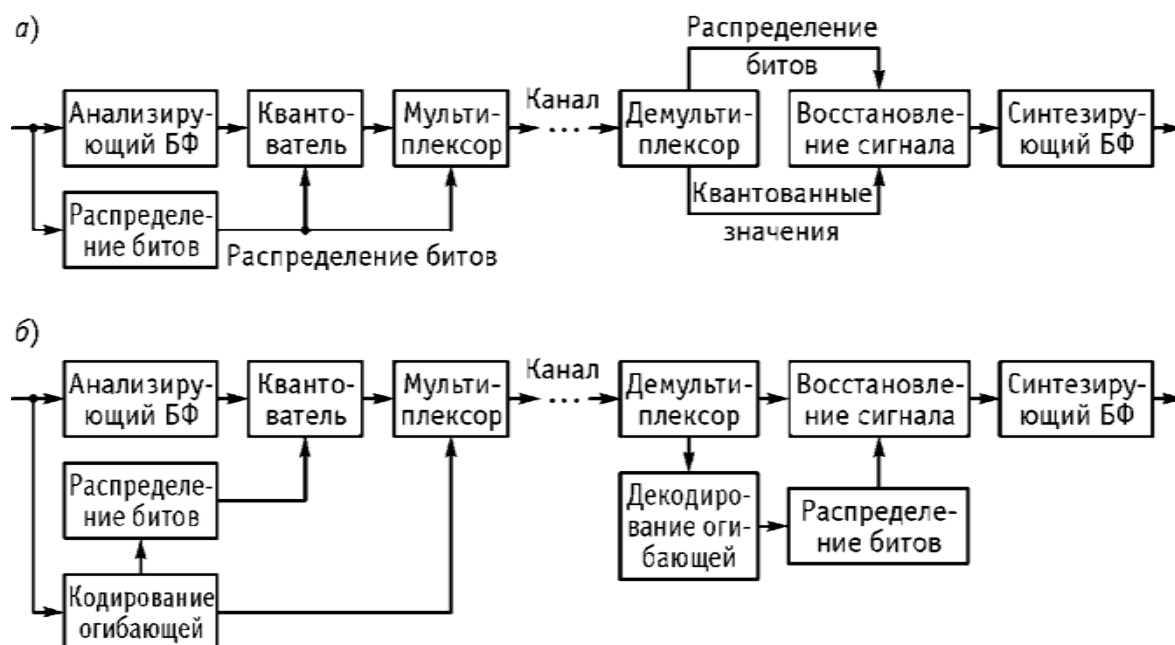 а)
Распределение
битов
Анализирую-
ющий БФ
Квантo-
ватель
Мульти-
плексор
Канал
...
Демульти-
плексор
Восстановле-
ние сигнала
Синтезиру-
ющий БФ
Распределе-
ние битов
Распределение битов
Квантованные
значения
б)
Анализиру-
ющий БФ
Кванто-
ватель
Мульти-
плексор
Канал
...
Демульти-
плексор
Восстановле-
ние сигнала
Синтезиру-
ющий БФ
Распределе-
ние битов
Декодиро-
вание оги-
бающей
Распределе-
ние битов
Кодирование
огибающей